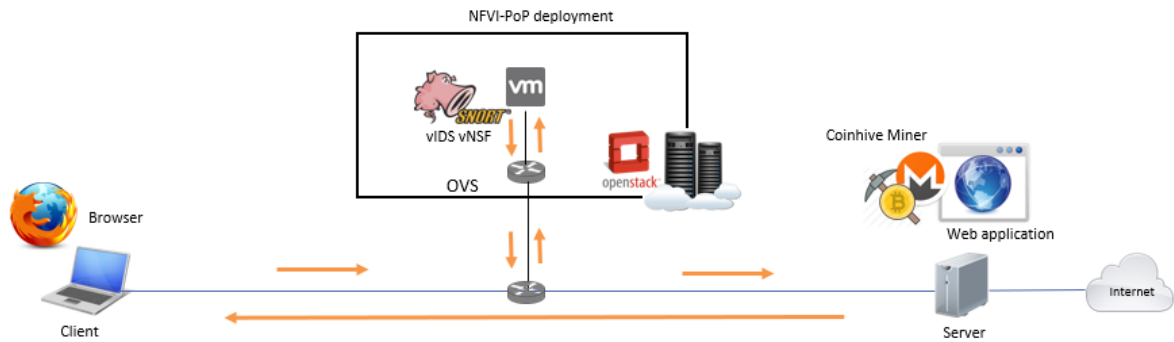 NFVI-PoP deployment
vm
SNORT
vIDS vNSF
OVS
openstack
Coinhive Miner
Web application
Browser
Client
Server
Internet